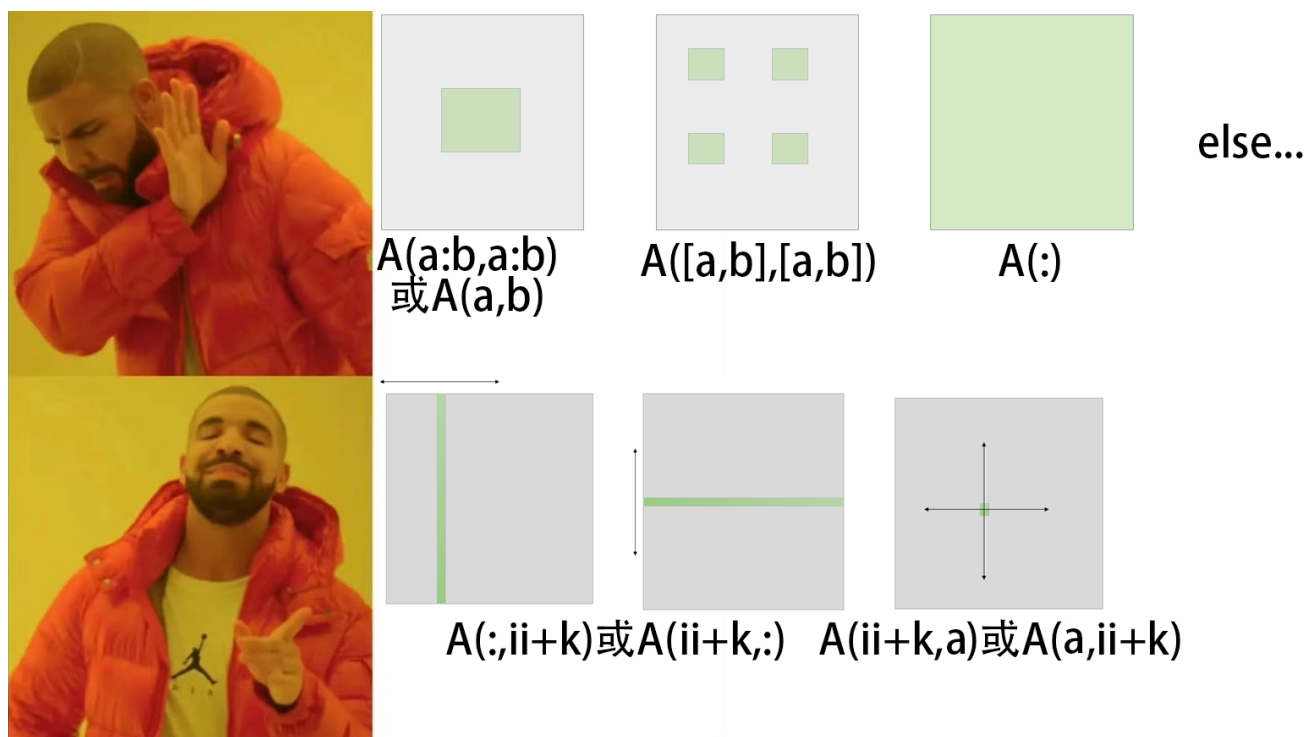 else...
A(a:b,a:b)
或A(a,b)
A([a,b],[a,b])
A(:)
A(:,ii+k)或A(ii+k,:)
A(ii+k,a)或A(a,ii+k)